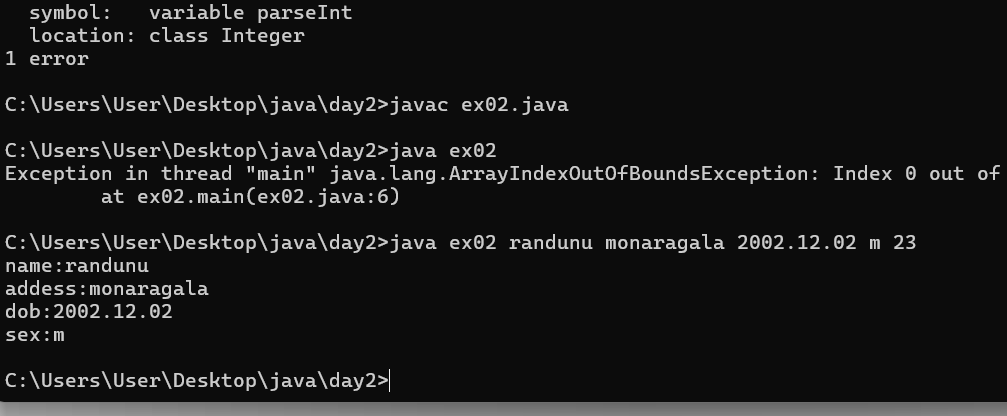 symbol:   variable parseInt
location: class Integer
1 error
C:\Users\User\Desktop\java\day2>javac ex02.java
C:\Users\User\Desktop\java\day2>java ex02
Exception in thread "main" java.lang.ArrayIndexOutOfBoundsException: Index 0 out of
at ex02.main(ex02.java:6)
C:\Users\User\Desktop\java\day2>java ex02 randunu monaragala 2002.12.02 m 23
name:randunu
addess:monaragala
dob:2002.12.02
sex:m
C:\Users\User\Desktop\java\day2>